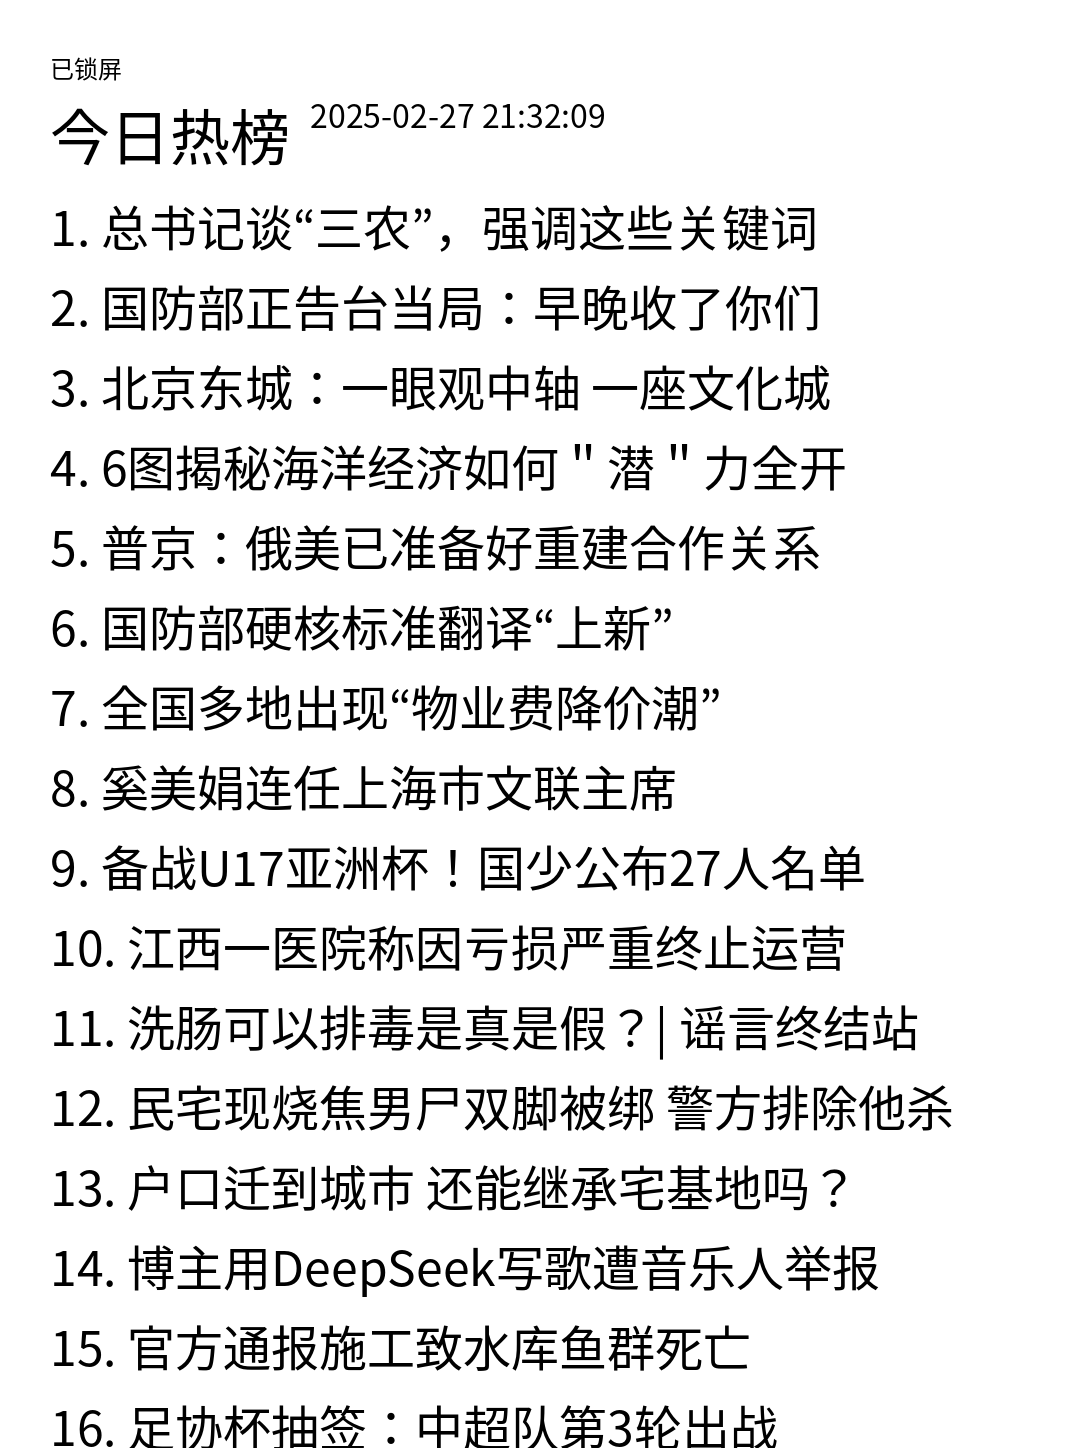 已锁屏
今日热榜 2025-02-27 21:32:09
1. 总书记谈“三农”，强调这些关键词
2. 国防部正告台当局：早晚收了你们
3. 北京东城：一眼观中轴 一座文化城
4. 6图揭秘海洋经济如何＂潜＂力全开
5. 普京：俄美已准备好重建合作关系
6. 国防部硬核标准翻译“上新”
7. 全国多地出现“物业费降价潮”
8. 奚美娟连任上海市文联主席
9. 备战U17亚洲杯！国少公布27人名单
10. 江西一医院称因亏损严重终止运营
11. 洗肠可以排毒是真是假？| 谣言终结站
12. 民宅现烧焦男尸双脚被绑 警方排除他杀
13. 户口迁到城市 还能继承宅基地吗？
14. 博主用DeepSeek写歌遭音乐人举报
15. 官方通报施工致水库鱼群死亡
16. 足协杯抽签：中超队第3轮出战